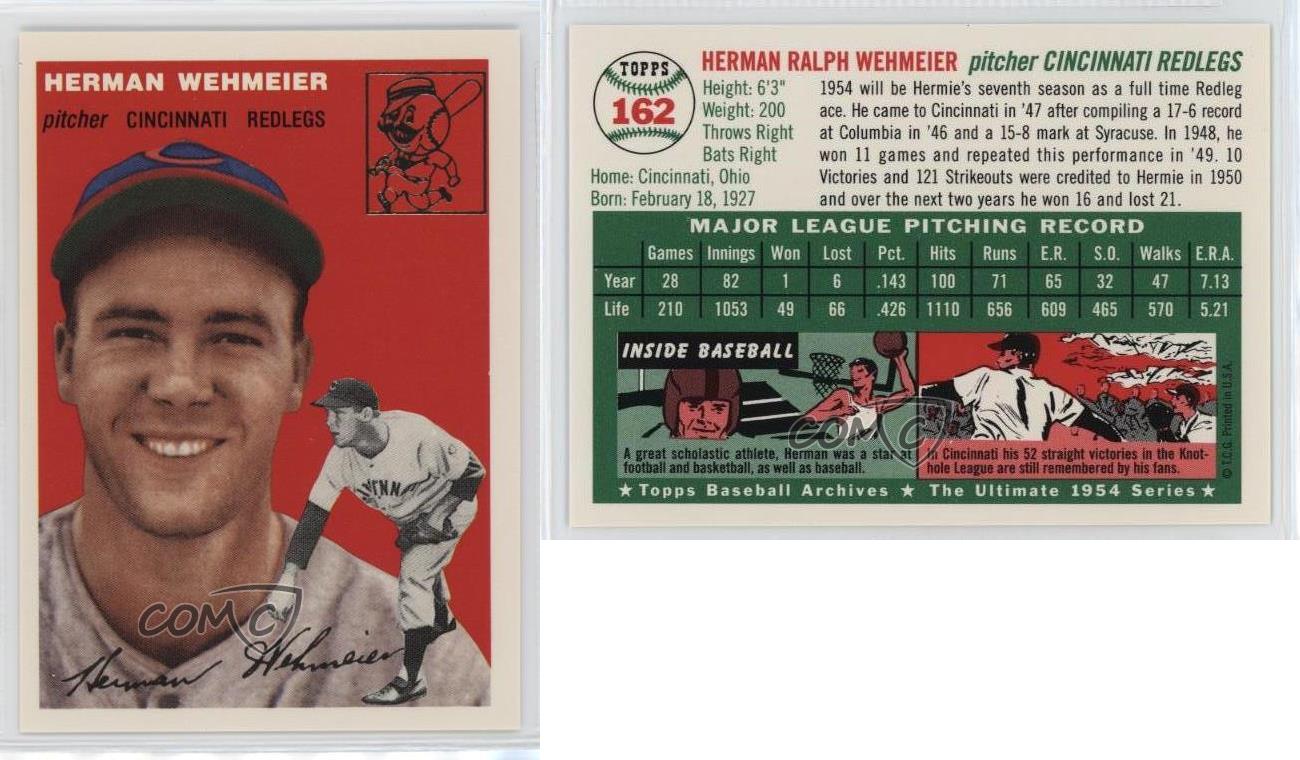 HERMAN WEHMEIER
pitcher CINCINNATI REDLEGS
Herman Wehmeier
COMC
TOPPS
162
HERMAN RALPH WEHMEIER pitcher CINCINNATI REDLEGS
Height: 6'3"
Weight: 200
Throws Right
Bats Right
Home: Cincinnati, Ohio
Born: February 18, 1927
1954 will be Hermie's seventh season as a full time Redleg
ace. He came to Cincinnati in '47 after compiling a 17-6 record
at Columbia in '46 and a 15-8 mark at Syracuse. In 1948, he
won 11 games and repeated this performance in '49. 10
Victories and 121 Strikeouts were credited to Hermie in 1950
and over the next two years he won 16 and lost 21.
MAJOR LEAGUE PITCHING RECORD
Games Innings Won Lost Pct. Hits Runs E.R. S.O. Walks E.R.A.
Year 28 82 1 6 .143 100 71 65 32 47 7.13
Life 210 1053 49 66 .426 1110 656 609 465 570 5.21
INSIDE BASEBALL
A great scholastic athlete, Herman was a star at
football and basketball, as well as baseball.
In Cincinnati his 52 straight victories in the Knot-
hole League are still remembered by his fans.
COMC
© T.C.G. Printed in U.S.A.
★ Topps Baseball Archives ★ The Ultimate 1954 Series ★